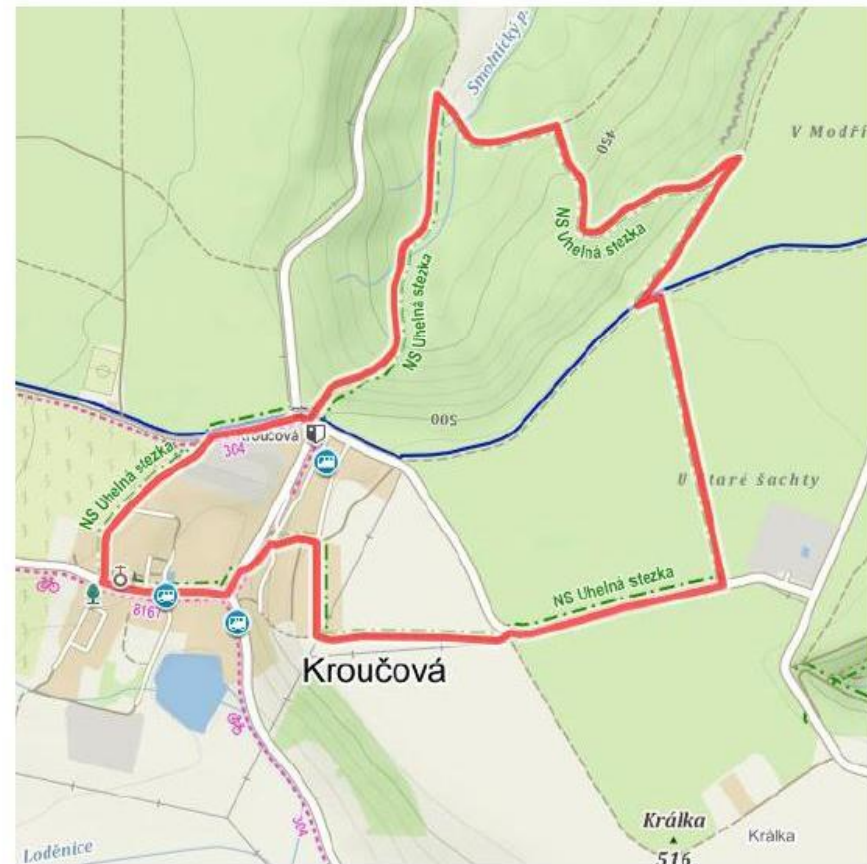 Smolnický p.
450
V Modří
NS Uhelná stezka
NS Uhelná stezka
500
304
NS Uhelná stezka
U staré šachty
NS Uhelná stezka
8167
Kroučová
304
Králka
516
Králka
Loděnice